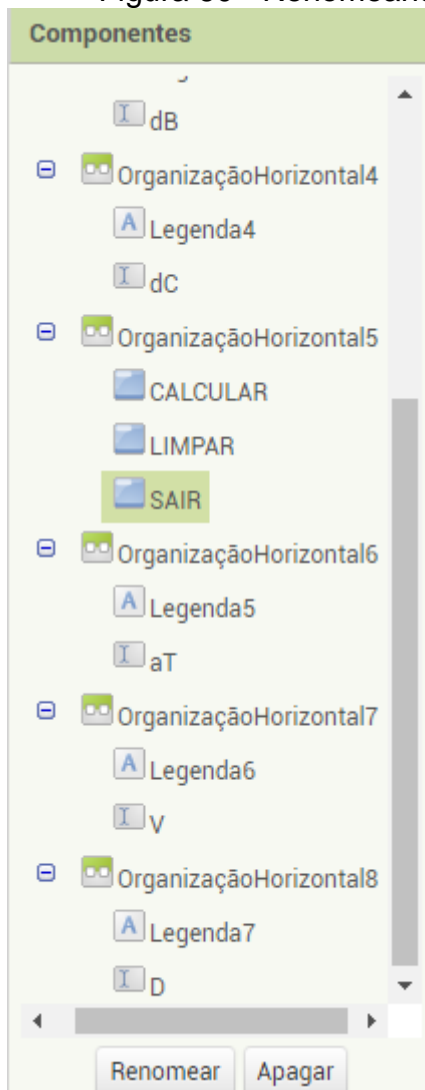 Componentes
dB
OrganizaçãoHorizontal4
Legenda4
dC
OrganizaçãoHorizontal5
CALCULAR
LIMPAR
SAIR
OrganizaçãoHorizontal6
Legenda5
aT
OrganizaçãoHorizontal7
Legenda6
V
OrganizaçãoHorizontal8
Legenda7
D
Renomear Apagar